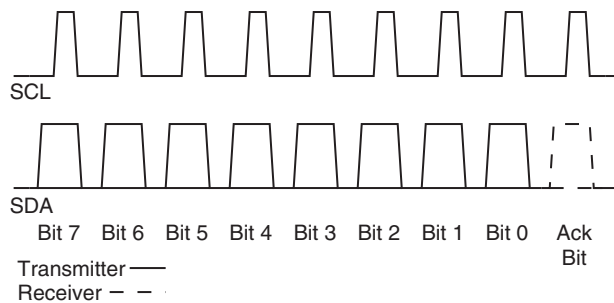 SCL
SDA
Bit 7 Bit 6 Bit 5 Bit 4 Bit 3 Bit 2 Bit 1 Bit 0 Ack
Bit
Transmitter
Receiver